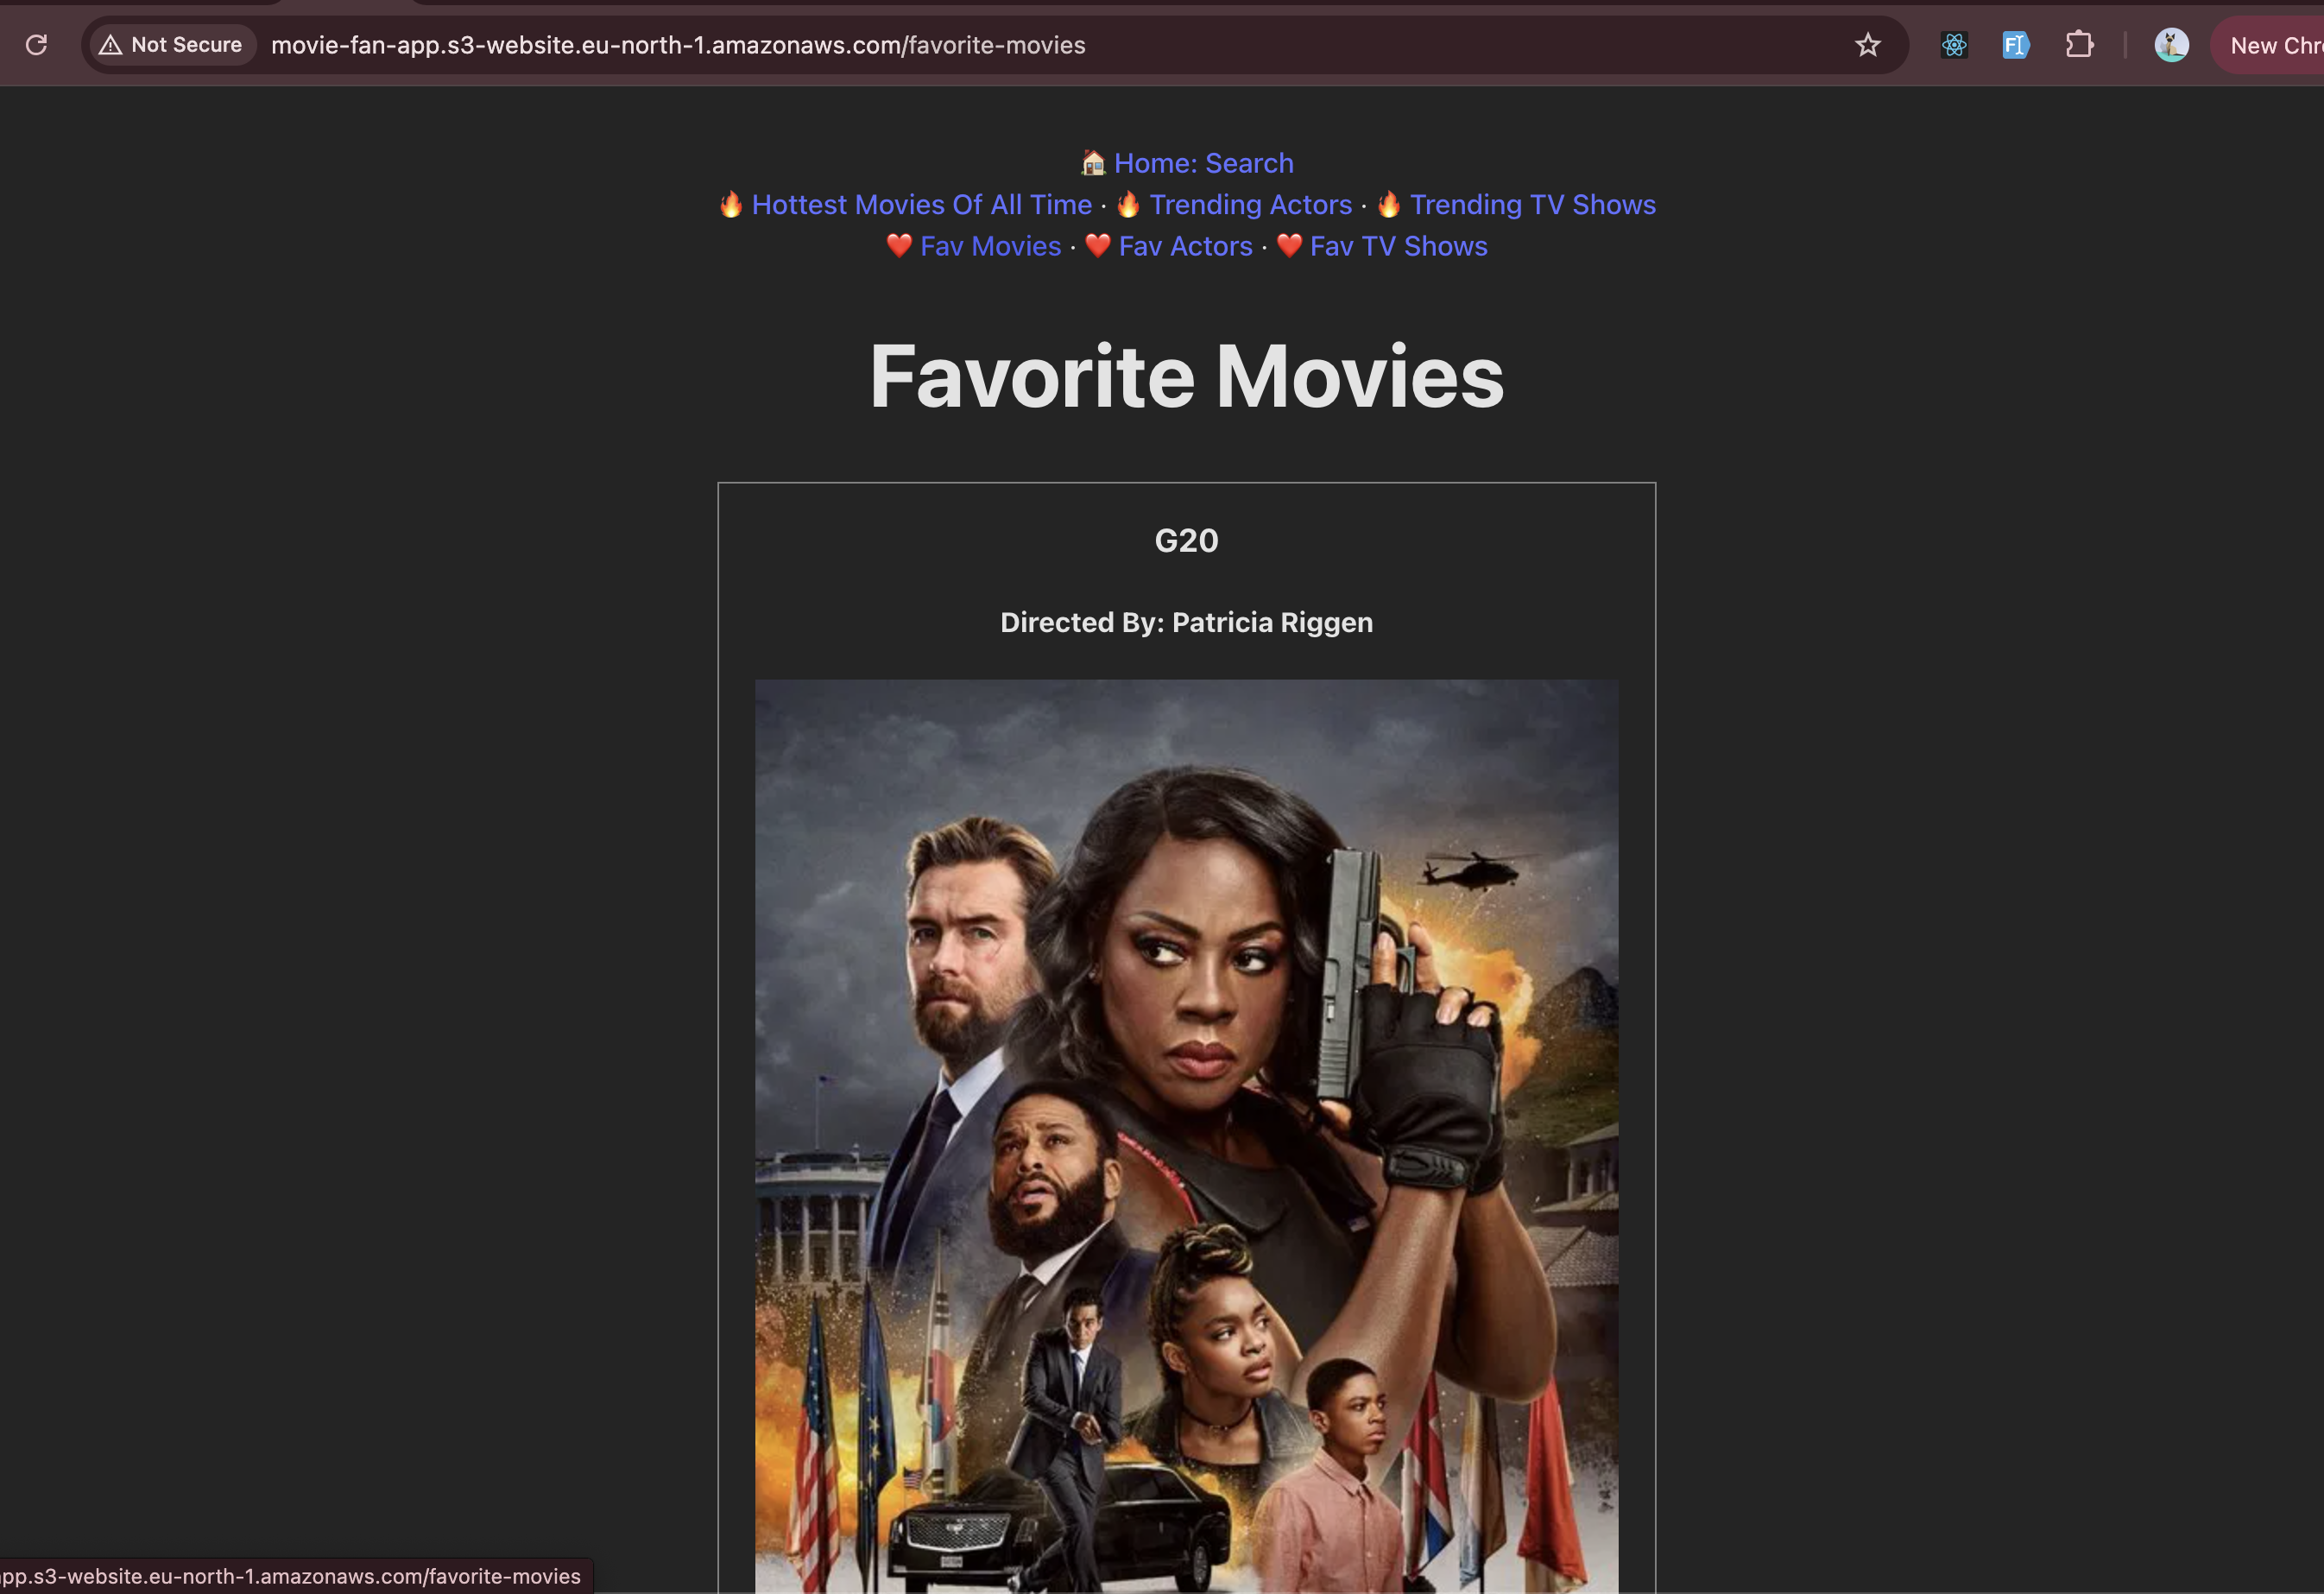 Not Secure movie-fan-app.s3-website.eu-north-1.amazonaws.com/favorite-movies New Chr
🏠 Home: Search
🔥 Hottest Movies Of All Time · 🔥 Trending Actors · 🔥 Trending TV Shows
❤️ Fav Movies · ❤️ Fav Actors · ❤️ Fav TV Shows
Favorite Movies
G20
Directed By: Patricia Riggen
pp.s3-website.eu-north-1.amazonaws.com/favorite-movies